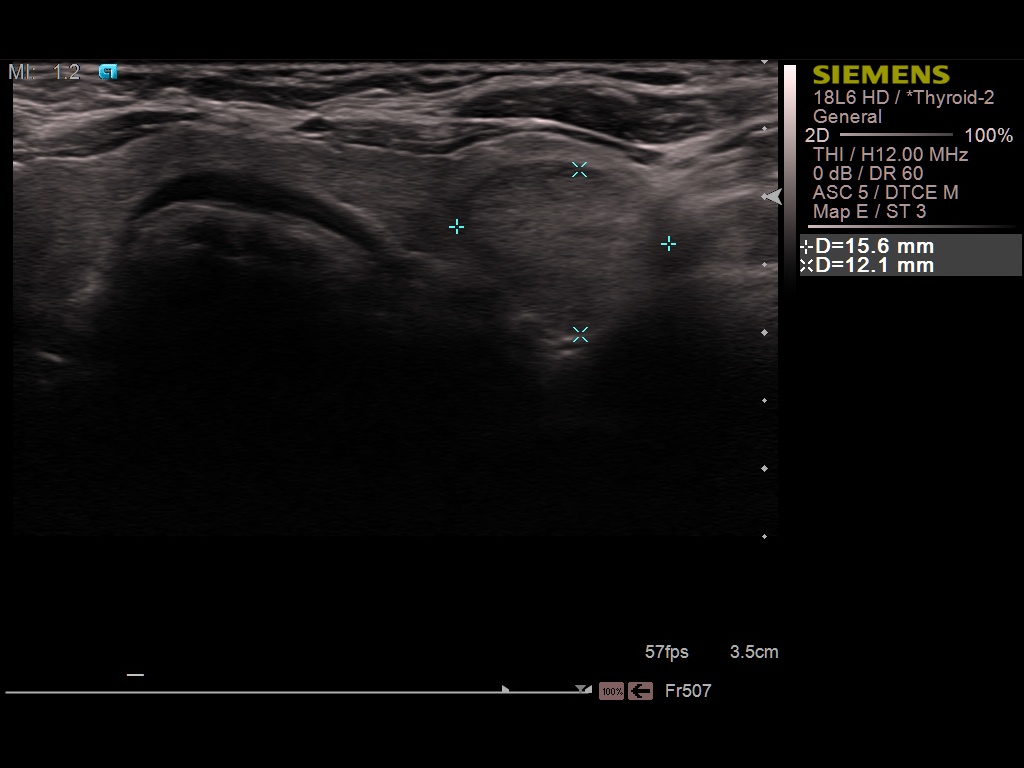 MI: 1.2
SIEMENS
18L6 HD / *Thyroid-2
General
2D 100%
THI / H12.00 MHz
0 dB / DR 60
ASC 5 / DTCE M
Map E / ST 3
D=15.6 mm
D=12.1 mm
57fps 3.5cm
100% Fr507